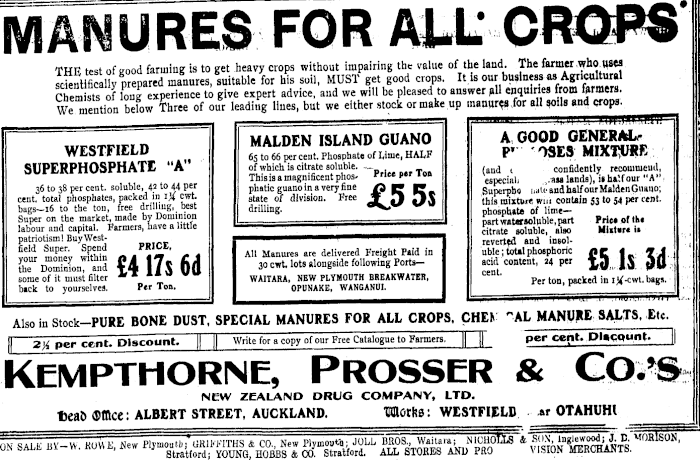 MANURES FOR ALL CROPS
THE test of good farming is to get heavy crops without impairing the value of the land. The farmer who uses
scientifically prepared manures, suitable for his soil, MUST get good crops. It is our business as Agricultural
Chemists of long experience to give expert advice, and we will be pleased to answer all enquiries from farmers.
We mention below Three of our leading lines, but we either stock or make up manures for all soils and crops.
WESTFIELD
SUPERPHOSPHATE "A"
36 to 38 per cent. soluble, 42 to 44 per
cent. total phosphates, packed in 1¼ cwt.
bags—16 to the ton, free drilling, best
Super on the market, made by Dominion
labour and capital. Farmers, have a little
patriotism! Buy West-
field Super. Spend
your money within
the Dominion, and
some of it must filter
back to yourselves.
PRICE,
£4 17s 6d
Per Ton.
MALDEN ISLAND GUANO
65 to 66 per cent. Phosphate of Lime, HALF
of which is citrate soluble.
This is a magnificent phos-
phatic guano in a very fine
state of division. Free
drilling.
Price per Ton
£5 5s
All Manures are delivered Freight Paid in
30 cwt. lots alongside following Ports—
WAITARA, NEW PLYMOUTH BREAKWATER,
OPUNAKE, WANGANUI.
A GOOD GENERAL-
P OSES MIXTURE
(and confidently recommend,
especial ass lands), is half our "A"
Superpho ate and half our Malden Guano;
this mixture will contain 53 to 54 per cent.
phosphate of lime—
part water soluble, part
citrate soluble, also
reverted and insol-
uble; total phosphoric
acid content, 24 per
cent.
Price of the
Mixture is
£5 1s 3d
Per ton, packed in 1¼-cwt. bags.
Also in Stock—PURE BONE DUST, SPECIAL MANURES FOR ALL CROPS, CHEM CAL MANURE SALTS, Etc.
2½ per cent. Discount.
Write for a copy of our Free Catalogue to Farmers.
per cent. Discount.
KEMPTHORNE, PROSSER & CO.'S
NEW ZEALAND DRUG COMPANY, LTD.
Head Office: ALBERT STREET, AUCKLAND.
Works: WESTFIELD ar OTAHUHU
ON SALE BY—W. ROWE, New Plymouth; GRIFFITHS & CO., New Plymouth; JOLL BROS., Waitara; NICHOLLS & SON, Inglewood; J. D. MORISON,
Stratford; YOUNG, HOBBS & CO. Stratford. ALL STORES AND PRO VISION MERCHANTS.